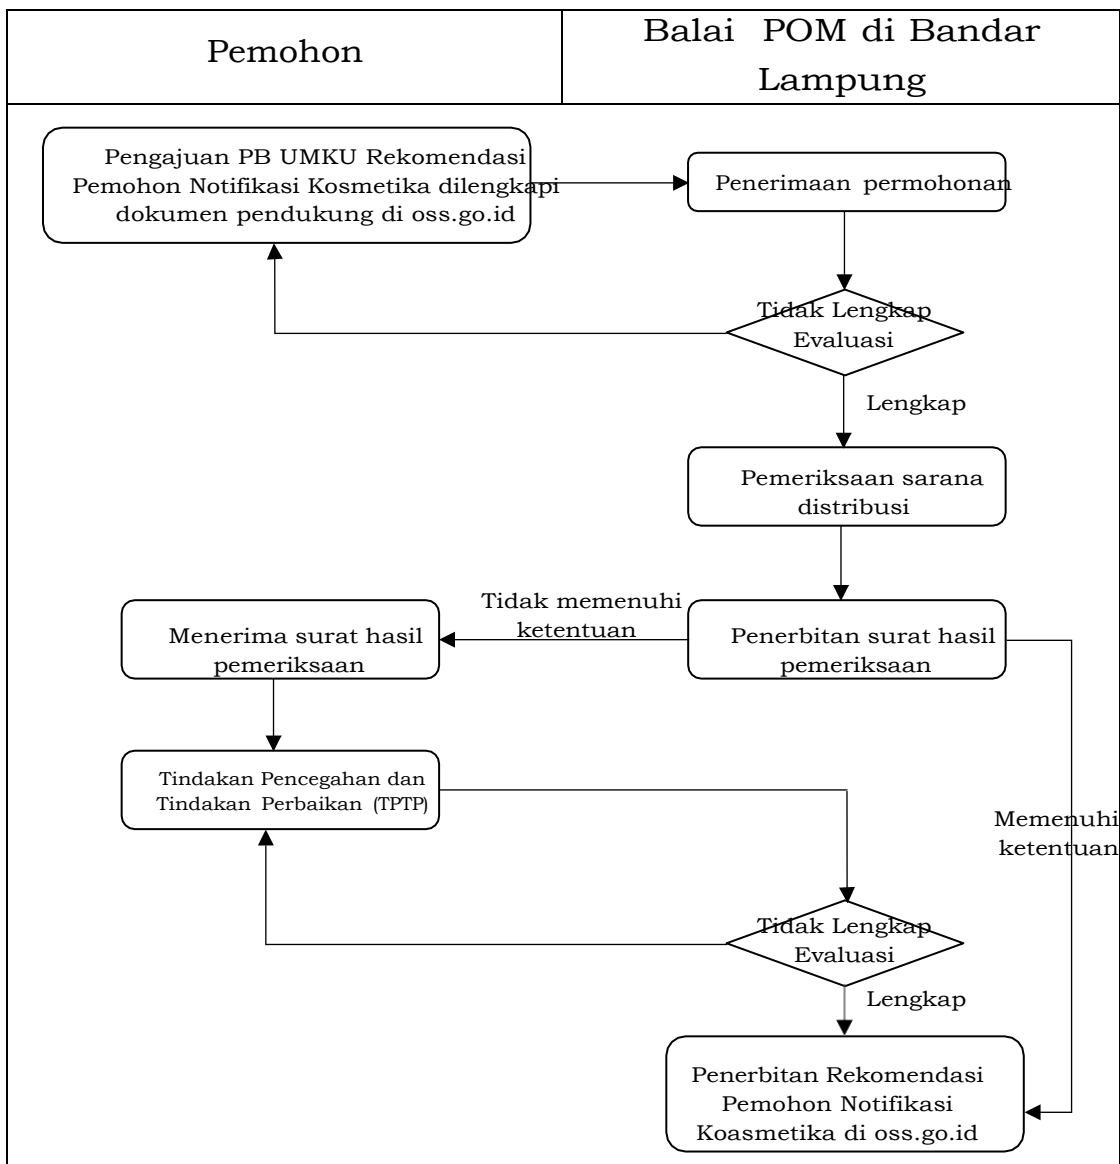 Pemohon
Balai POM di Bandar
Lampung
Pengajuan PB UMKU Rekomendasi
Pemohon Notifikasi Kosmetika dilengkapi
dokumen pendukung di oss.go.id
Penerimaan permohonan
Tidak Lengkap
Evaluasi
Lengkap
Pemeriksaan sarana
distribusi
Tidak memenuhi
ketentuan
Menerima surat hasil
pemeriksaan
Penerbitan surat hasil
pemeriksaan
Tindakan Pencegahan dan
Tindakan Perbaikan (TPTP)
Memenuhi
ketentuan
Tidak Lengkap
Evaluasi
Lengkap
Penerbitan Rekomendasi
Pemohon Notifikasi
Koasmetika di oss.go.id